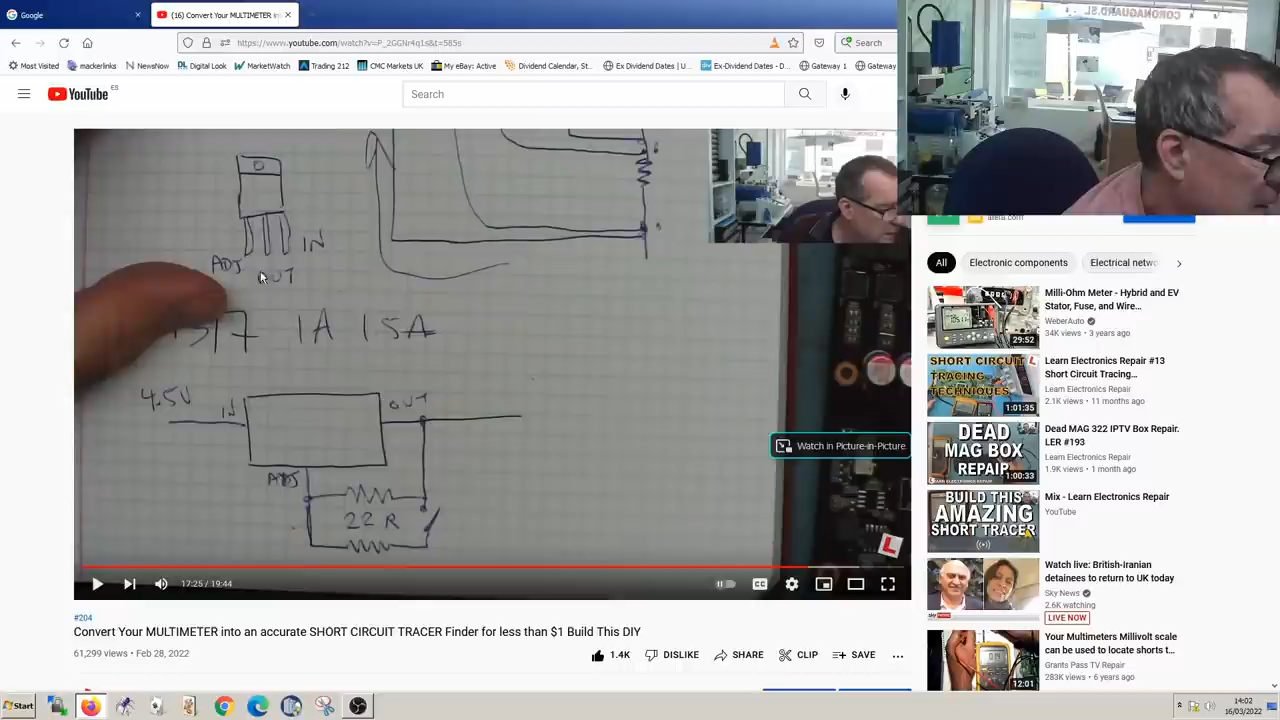 Google
(16) Convert Your MULTIMETER in
https://www.youtube.com/watch?v=P_2GGNr4q1s&t=585s
Search
Most Visited
mackerlinks
NewsNow
Digital Look
MarketWatch
Trading 212
CMC Markets UK
My eBay: Active
Dividend Calendar, St...
Ex Dividend Dates | U...
Ex-Dividend Dates - D...
Gateway 1
Gateway
YouTube ES
Search
CORONAGUARD.SL
IN
ADJ
OUT
317 1A
4.5V
IN
ADJ
2R
Watch in Picture-in-Picture
L
17:25 / 19:44
CC
#204
Convert Your MULTIMETER into an accurate SHORT CIRCUIT TRACER Finder for less than $1 Build This DIY
61,299 views • Feb 28, 2022
1.4K
DISLIKE
SHARE
CLIP
SAVE
All
Electronic components
Electrical netwo
Milli-Ohm Meter - Hybrid and EV
Stator, Fuse, and Wire...
WeberAuto
34K views • 3 years ago
29:52
SHORT CIRCUIT
TRACING
TECHNIQUES
1:01:35
Learn Electronics Repair #13
Short Circuit Tracing...
Learn Electronics Repair
2.1K views • 11 months ago
DEAD
MAG BOX
REPAIR
1:00:33
Dead MAG 322 IPTV Box Repair.
LER #193
Learn Electronics Repair
1.9K views • 1 month ago
BUILD THIS
AMAZING
SHORT TRACER
Mix - Learn Electronics Repair
YouTube
Watch live: British-Iranian
detainees to return to UK today
Sky News
2.6K watching
LIVE NOW
Your Multimeters Millivolt scale
can be used to locate shorts t...
Grants Pass TV Repair
283K views • 6 years ago
12:01
Start
14:02
16/03/2022